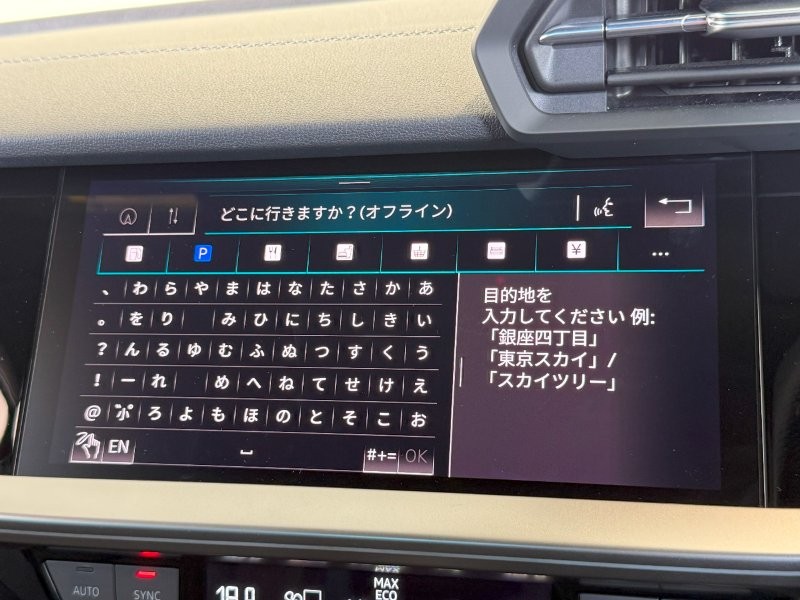 どこに行きますか？(オフライン)
P
¥
...
、 わ ら や ま は な た さ か あ
。 を り み ひ に ち し き い
？ ん る ゆ む ふ ぬ つ す く う
！ ー れ め へ ね て せ け え
@ ろ よ も ほ の と そ こ お
EN
#+=
OK
目的地を
入力してください 例:
「銀座四丁目」
「東京スカイ」/
「スカイツリー」
AUTO
SYNC
MAX
ECO